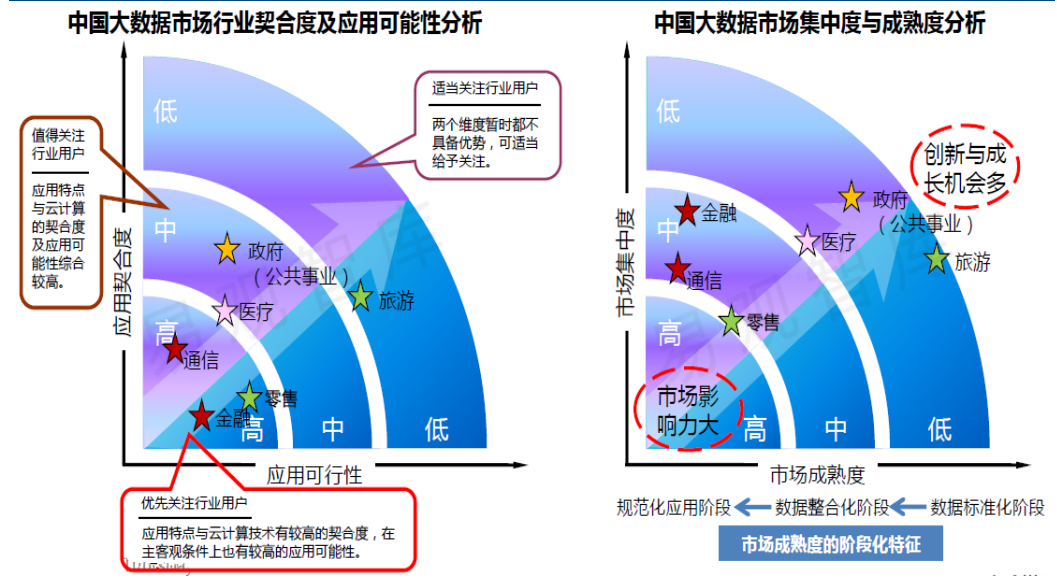 中国大数据市场行业契合度及应用可能性分析
应用契合度
低
中
高
值得关注
行业用户
应用特点
与云计算
的契合度
及应用可
能性综合
较高。
适当关注行业用户
两个维度暂时都不
具备优势，可适当
给予关注。
政府
（公共事业）
旅游
医疗
通信
零售
金融
高
中
低
应用可行性
优先关注行业用户
应用特点与云计算技术有较高的契合度，在
主客观条件上也有较高的应用可能性。
易观智库
中国大数据市场集中度与成熟度分析
市场集中度
低
中
高
创新与成
长机会多
金融
政府
（公共事业）
医疗
旅游
通信
零售
市场影
响力大
高
中
低
市场成熟度
规范化应用阶段
数据整合化阶段
数据标准化阶段
市场成熟度的阶段化特征
易观智库